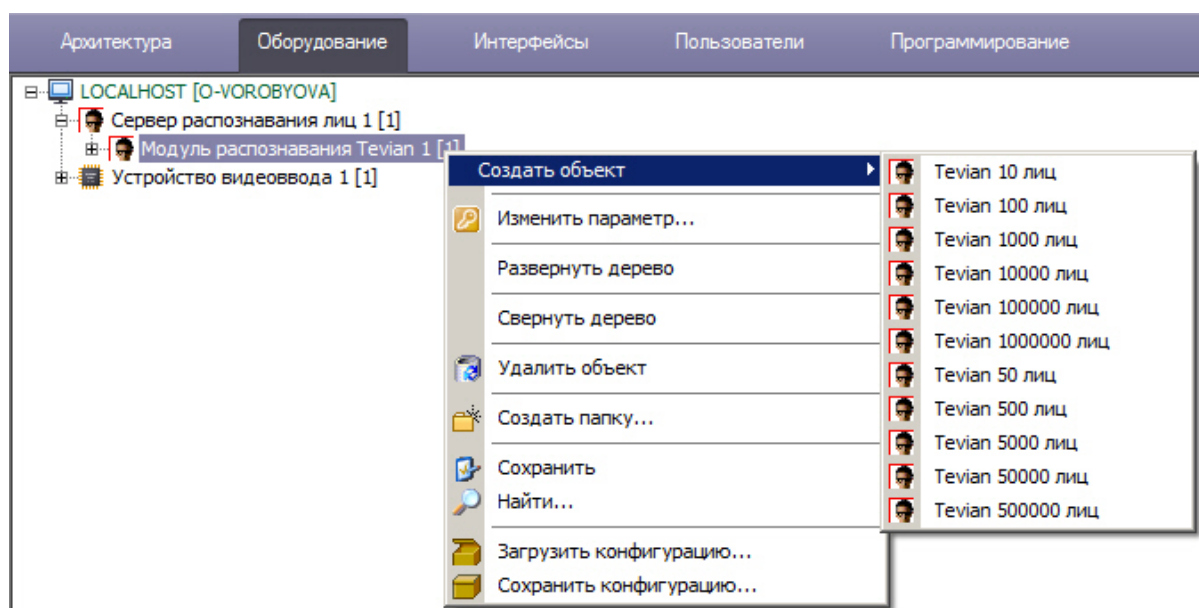 Архитектура Оборудование Интерфейсы Пользователи Программирование
LOCALHOST [O-VOROBYOVA]
Сервер распознавания лиц 1 [1]
Модуль распознавания Tevian 1 [1]
Устройство видеоввода 1 [1]
Создать объект
Изменить параметр...
Развернуть дерево
Свернуть дерево
Удалить объект
Создать папку...
Сохранить
Найти...
Загрузить конфигурацию...
Сохранить конфигурацию...
Tevian 10 лиц
Tevian 100 лиц
Tevian 1000 лиц
Tevian 10000 лиц
Tevian 100000 лиц
Tevian 1000000 лиц
Tevian 50 лиц
Tevian 500 лиц
Tevian 5000 лиц
Tevian 50000 лиц
Tevian 500000 лиц